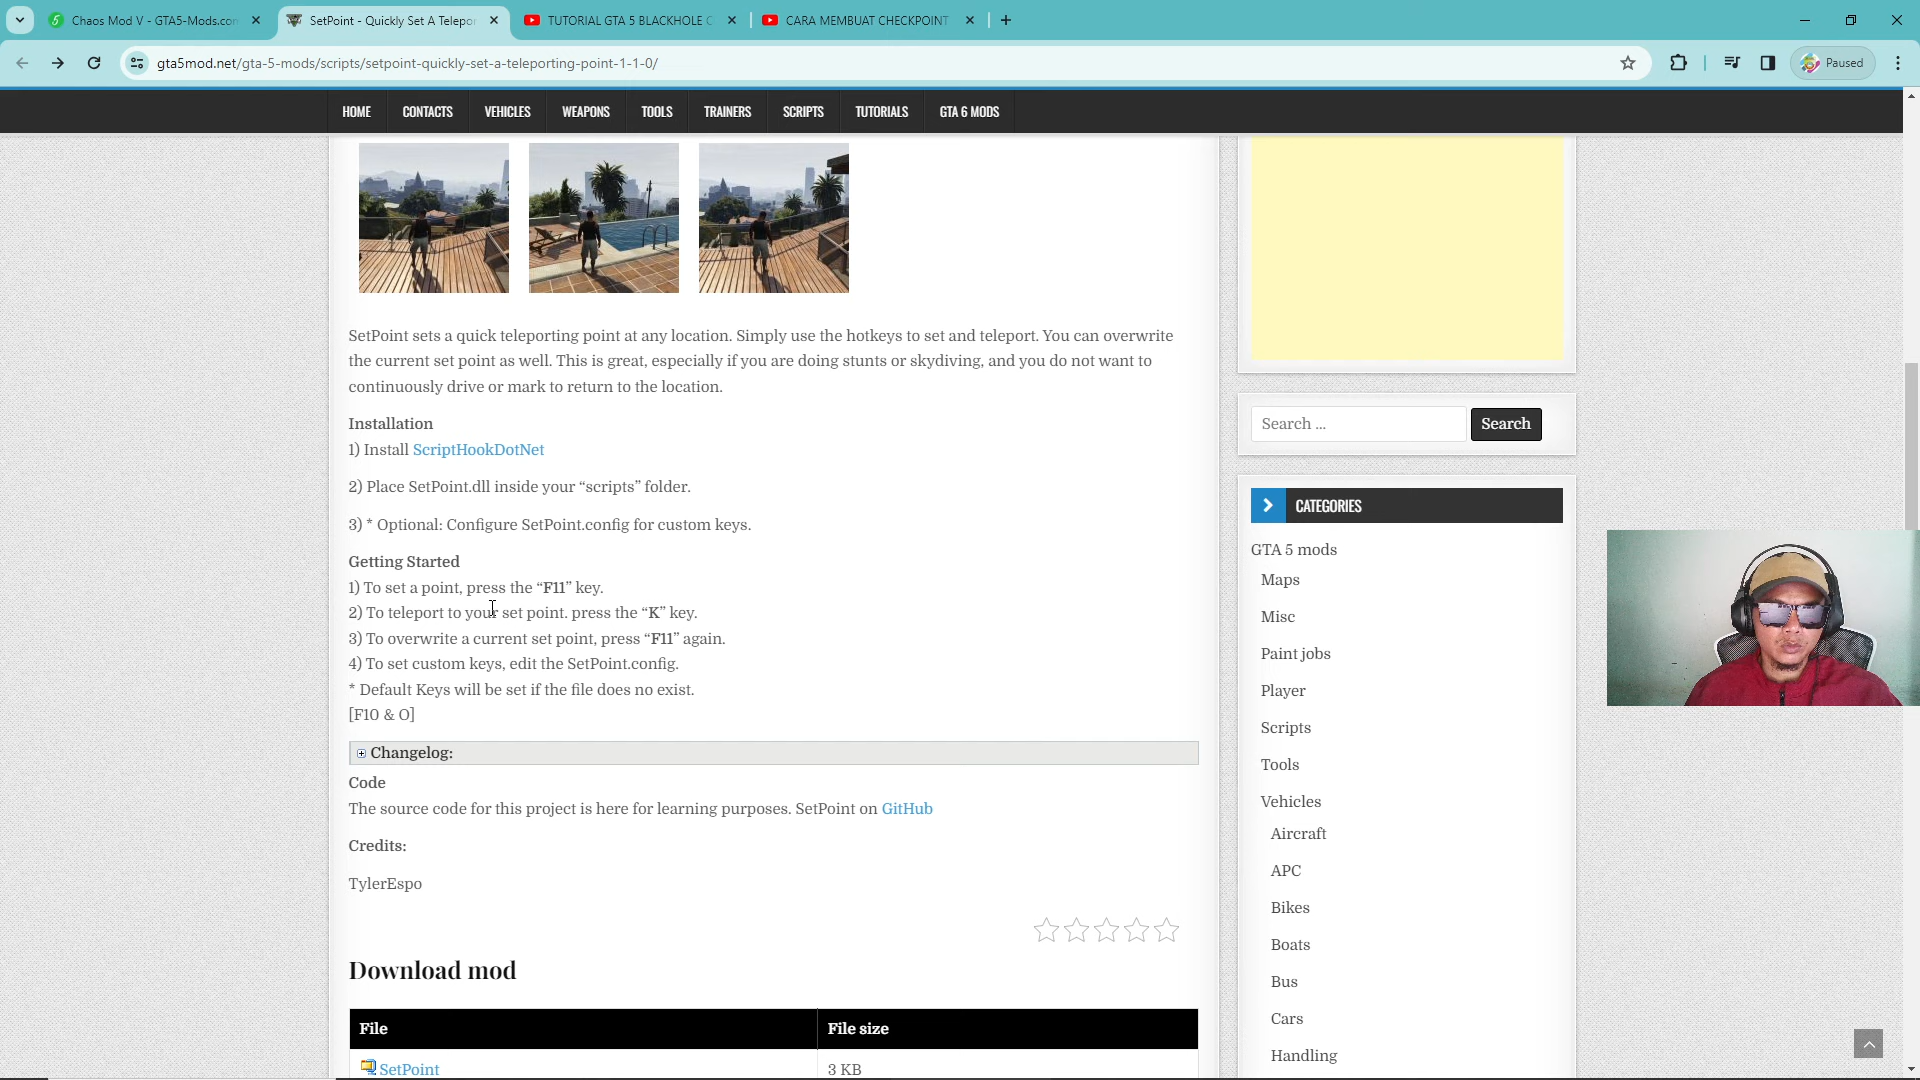 Chaos Mod V - GTA5-Mods.con
SetPoint - Quickly Set A Telepor
TUTORIAL GTA 5 BLACKHOLE C
CARA MEMBUAT CHECKPOINT
gta5mod.net/gta-5-mods/scripts/setpoint-quickly-set-a-teleporting-point-1-1-0/
Paused
HOME CONTACTS VEHICLES WEAPONS TOOLS TRAINERS SCRIPTS TUTORIALS GTA 6 MODS
SetPoint sets a quick teleporting point at any location. Simply use the hotkeys to set and teleport. You can overwrite
the current set point as well. This is great, especially if you are doing stunts or skydiving, and you do not want to
continuously drive or mark to return to the location.
Installation
1) Install ScriptHookDotNet
2) Place SetPoint.dll inside your “scripts” folder.
3) * Optional: Configure SetPoint.config for custom keys.
Getting Started
1) To set a point, press the “F11” key.
2) To teleport to your set point. press the “K” key.
3) To overwrite a current set point, press “F11” again.
4) To set custom keys, edit the SetPoint.config.
* Default Keys will be set if the file does no exist.
[F10 & O]
Changelog:
Code
The source code for this project is here for learning purposes. SetPoint on GitHub
Credits:
TylerEspo
Download mod
File File size
SetPoint 3 KB
Search ... Search
CATEGORIES
GTA 5 mods
Maps
Misc
Paint jobs
Player
Scripts
Tools
Vehicles
Aircraft
APC
Bikes
Boats
Bus
Cars
Handling